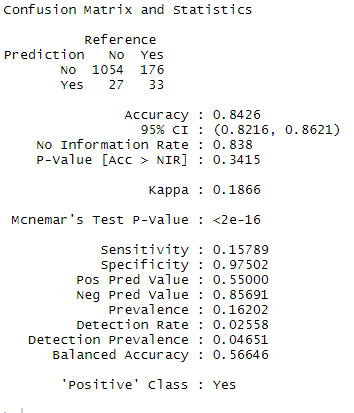 Confusion Matrix and Statistics
Reference
Prediction No Yes
No 1054 176
Yes 27 33
Accuracy : 0.8426
95% CI : (0.8216, 0.8621)
No Information Rate : 0.838
P-Value [Acc > NIR] : 0.3415
Kappa : 0.1866
Mcnemar's Test P-Value : <2e-16
Sensitivity : 0.15789
Specificity : 0.97502
Pos Pred Value : 0.55000
Neg Pred Value : 0.85691
Prevalence : 0.16202
Detection Rate : 0.02558
Detection Prevalence : 0.04651
Balanced Accuracy : 0.56646
'Positive' Class : Yes